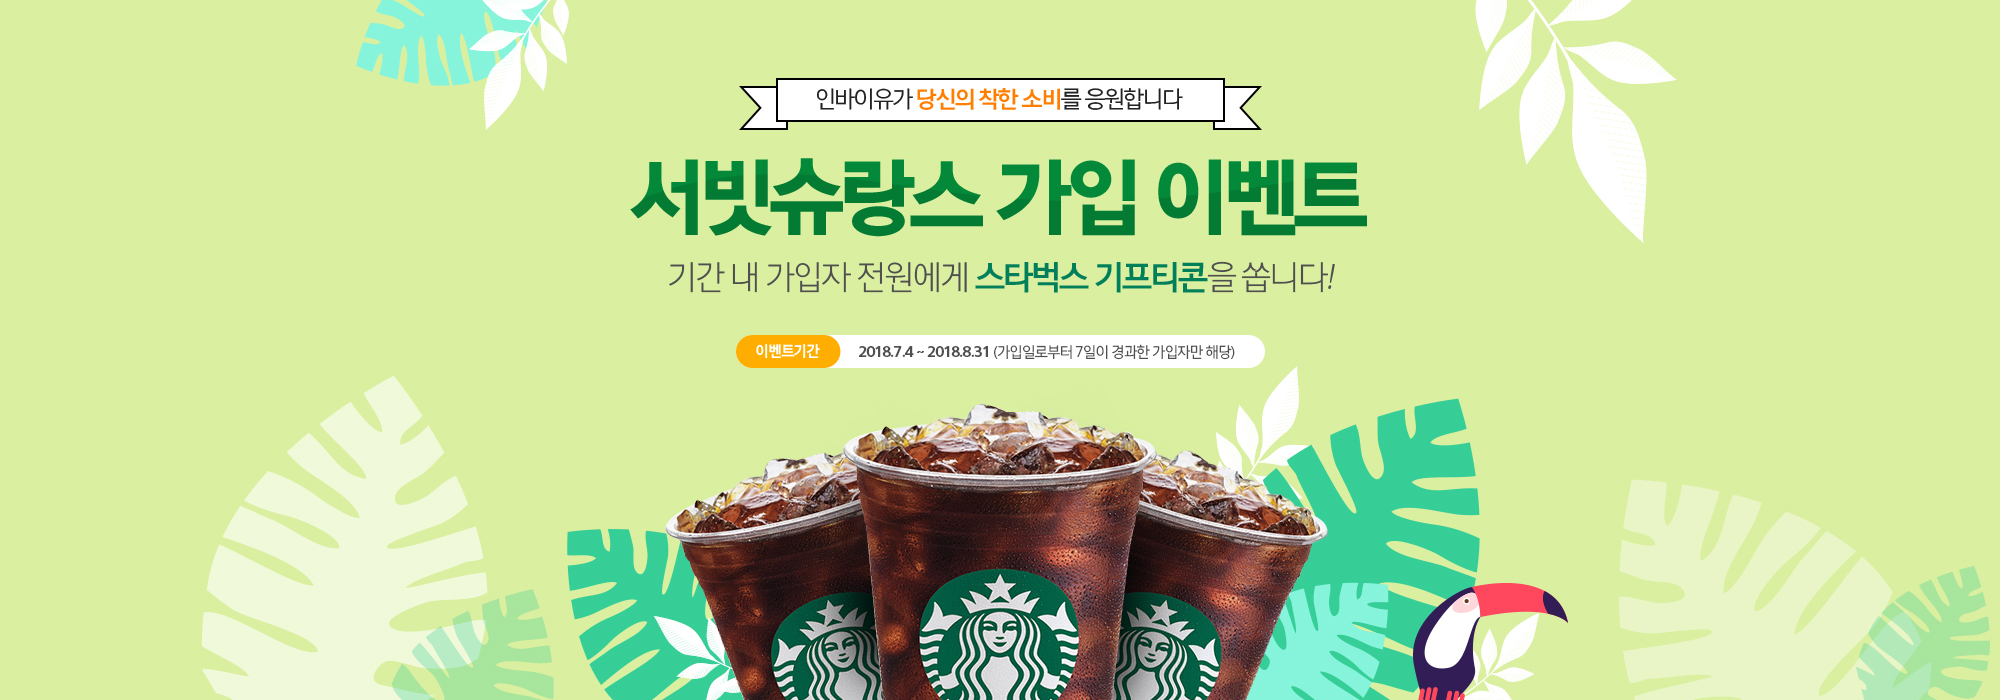 인바이유가 당신의 착한 소비를 응원합니다
서빗슈랑스 가입 이벤트
기간 내 가입자 전원에게 스타벅스 기프티콘을 쏩니다!
이벤트기간 2018.7.4 ~ 2018.8.31 (가입일로부터 7일이 경과한 가입자만 해당)